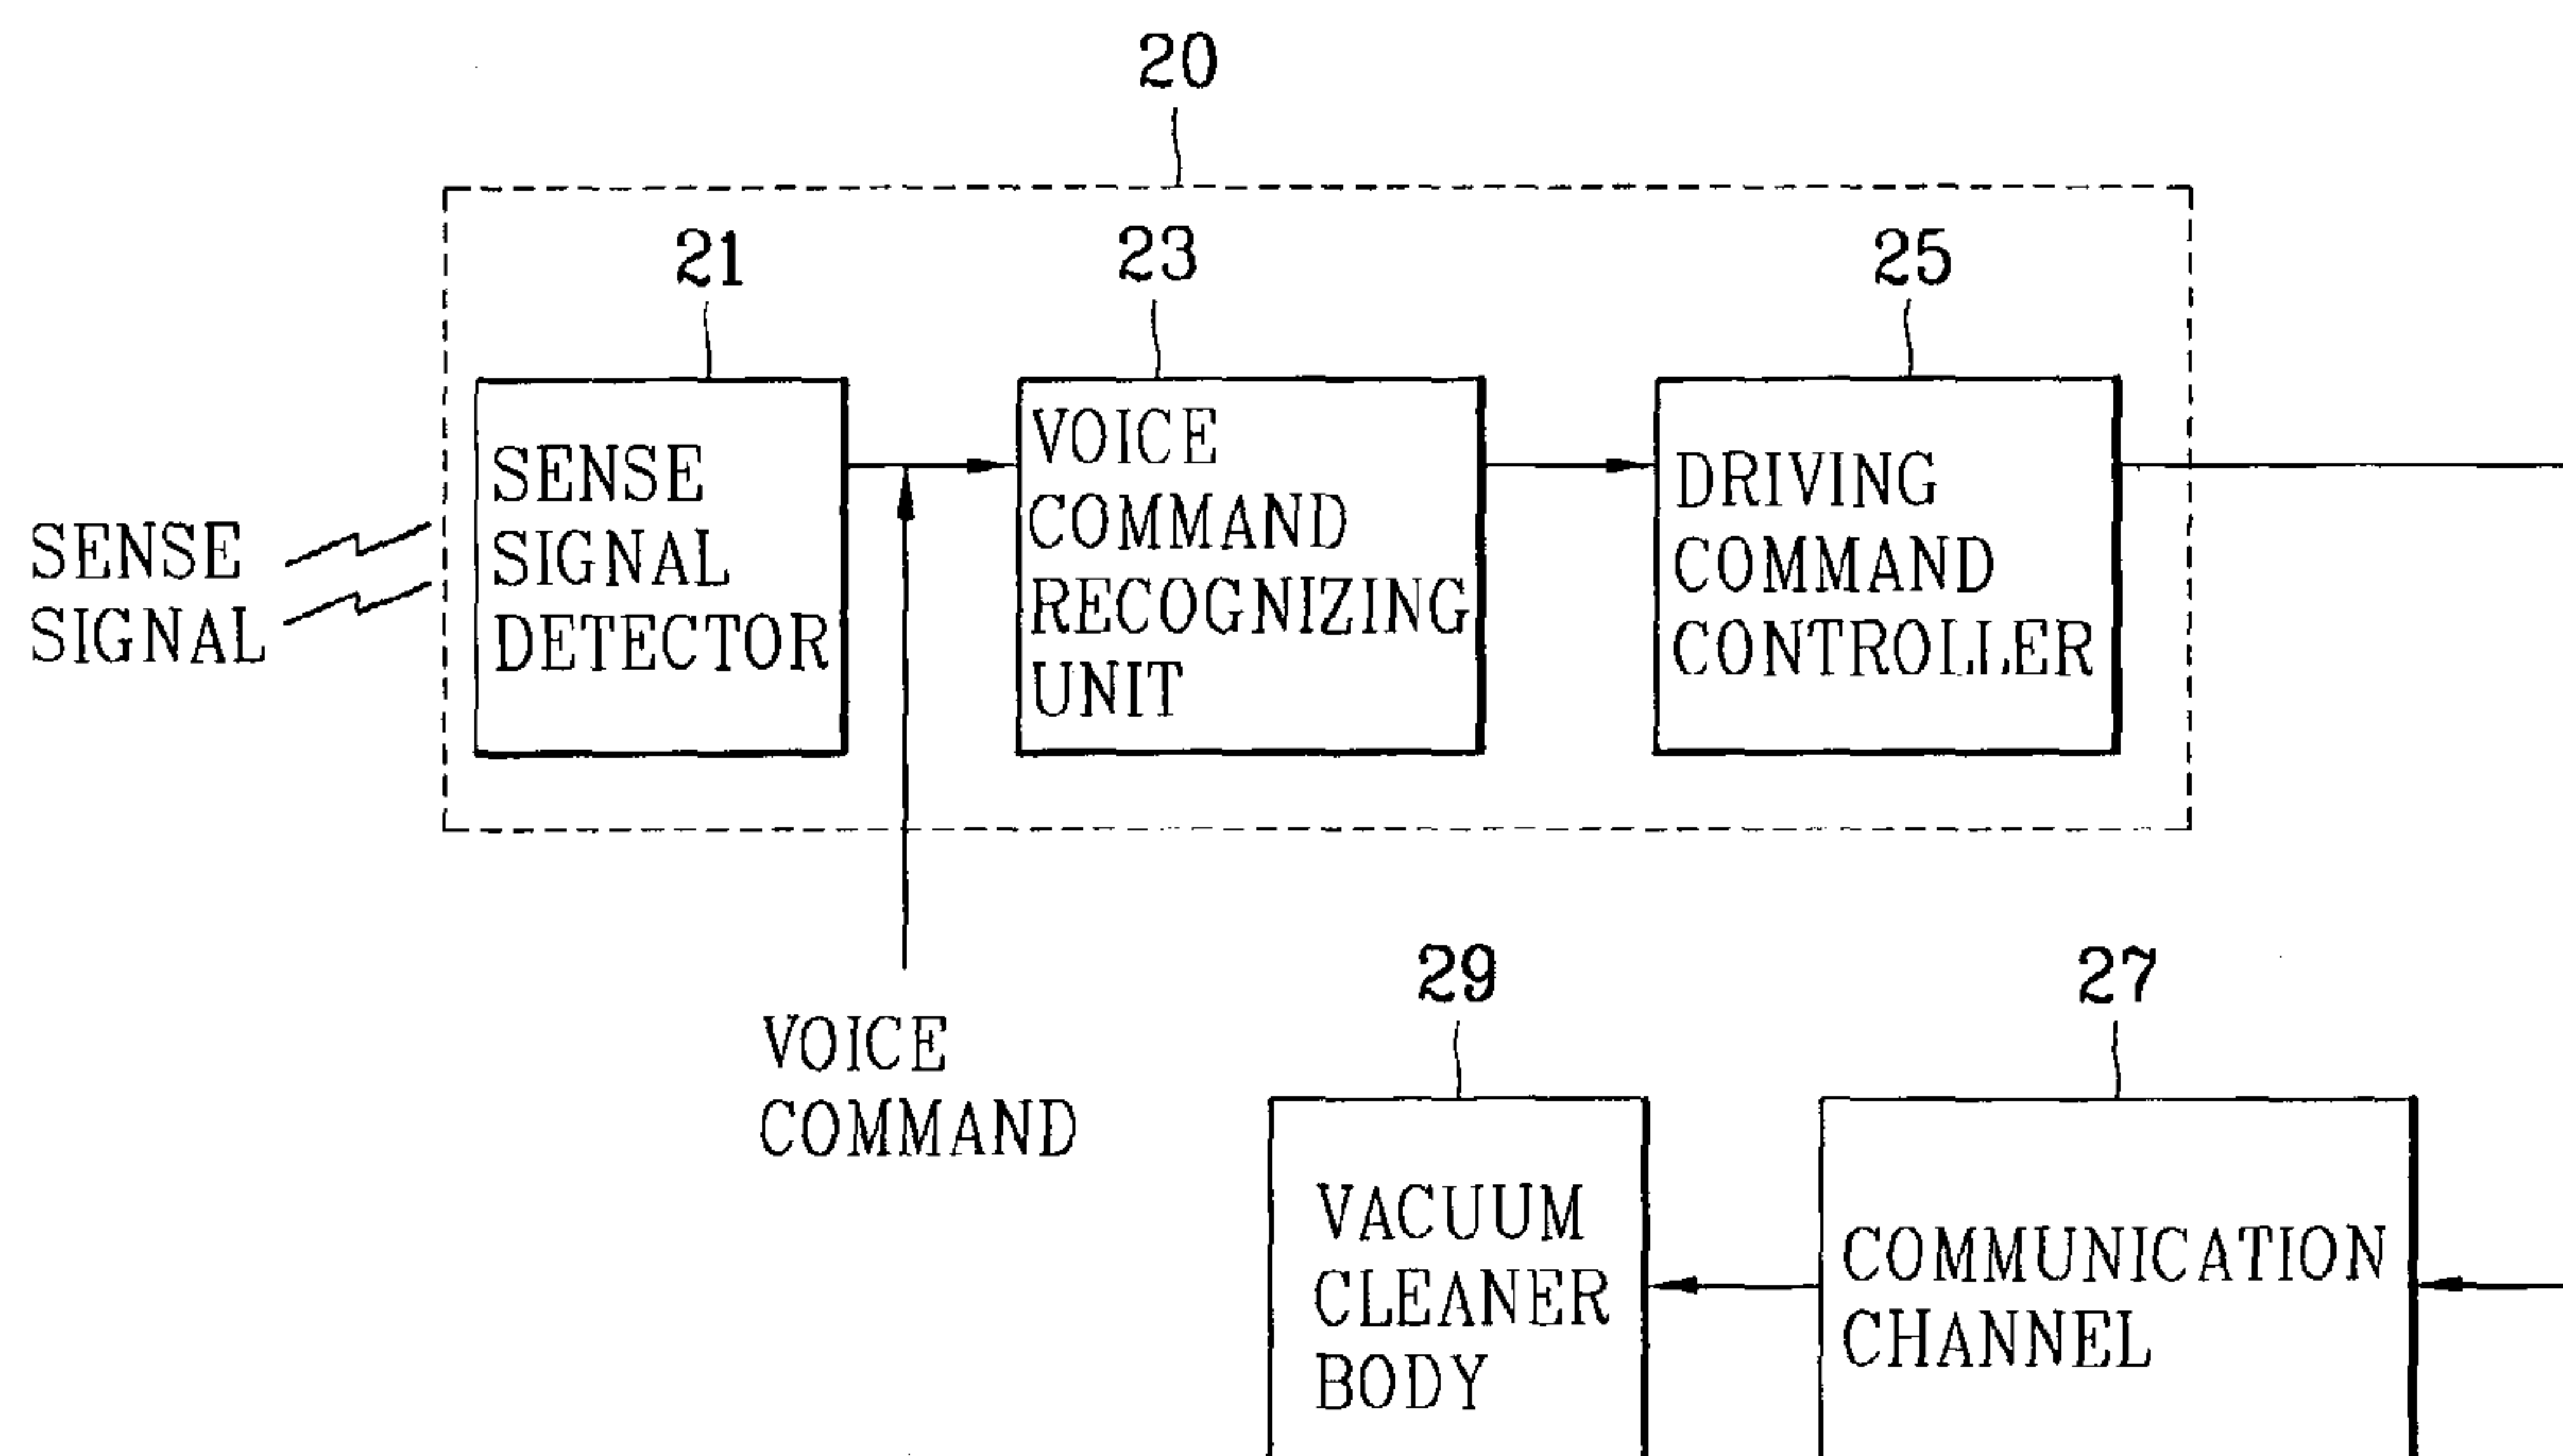 20
21
23
25
SENSE
SIGNAL
SENSE
SIGNAL
DETECTOR
VOICE
COMMAND
RECOGNIZING
UNIT
DRIVING
COMMAND
CONTROLLER
VOICE
COMMAND
29
27
VACUUM
CLEANER
BODY
COMMUNICATION
CHANNEL